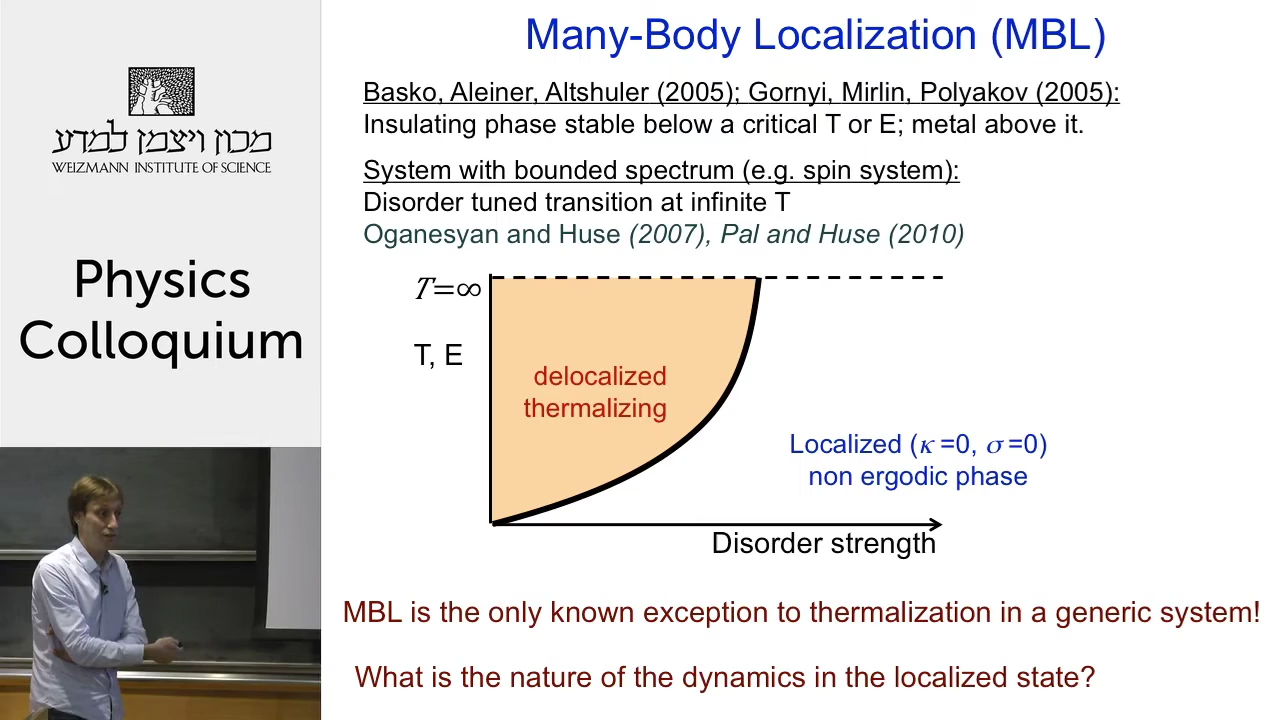 מכון ויצמן למדע
WEIZMANN INSTITUTE OF SCIENCE
Physics
Colloquium
Many-Body Localization (MBL)
Basko, Aleiner, Altshuler (2005); Gornyi, Mirlin, Polyakov (2005):
Insulating phase stable below a critical T or E; metal above it.
System with bounded spectrum (e.g. spin system):
Disorder tuned transition at infinite T
Oganesyan and Huse (2007), Pal and Huse (2010)
T=∞
T, E
delocalized
thermalizing
Localized (κ =0, σ =0)
non ergodic phase
Disorder strength
MBL is the only known exception to thermalization in a generic system!
What is the nature of the dynamics in the localized state?